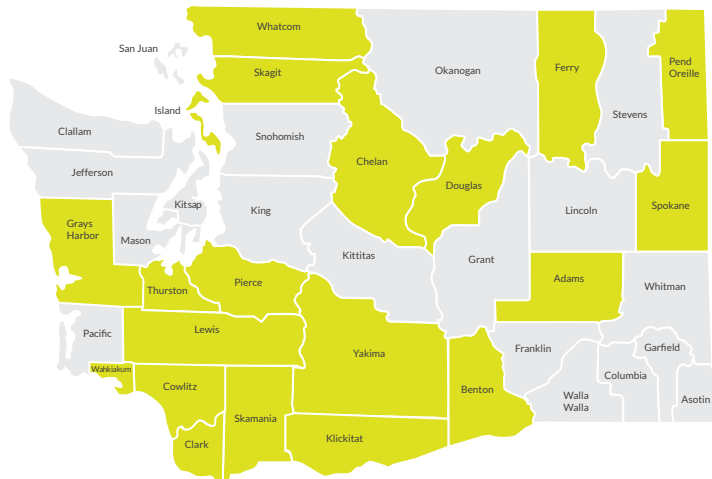 Whatcom
San Juan
Skagit
Okanogan
Ferry
Pend
Oreille
Island
Stevens
Clallam
Snohomish
Chelan
Jefferson
Douglas
Kitsap
King
Lincoln
Spokane
Grays
Harbor
Mason
Kittitas
Grant
Thurston
Pierce
Adams
Whitman
Pacific
Lewis
Yakima
Franklin
Garfield
Wahkiakum
Cowlitz
Benton
Columbia
Walla
Walla
Asotin
Skamania
Clark
Klickitat